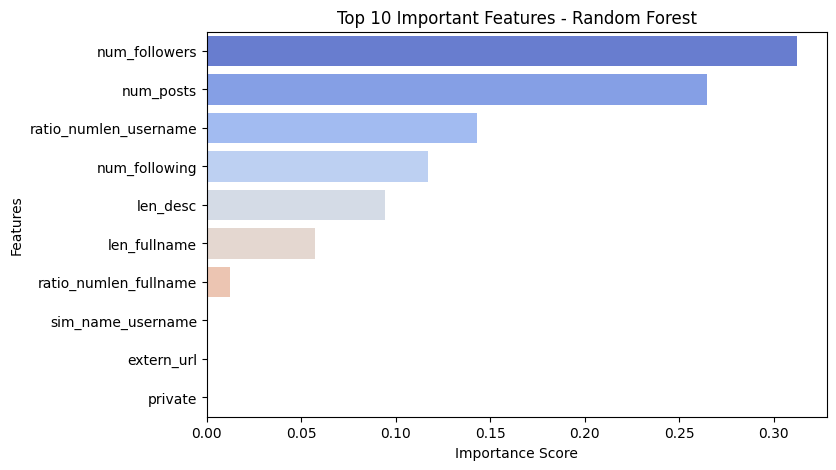 Top 10 Important Features - Random Forest
num_followers
num_posts
ratio_numlen_username
num_following
len_desc
len_fullname
ratio_numlen_fullname
sim_name_username
extern_url
private
Features
0.00 0.05 0.10 0.15 0.20 0.25 0.30
Importance Score